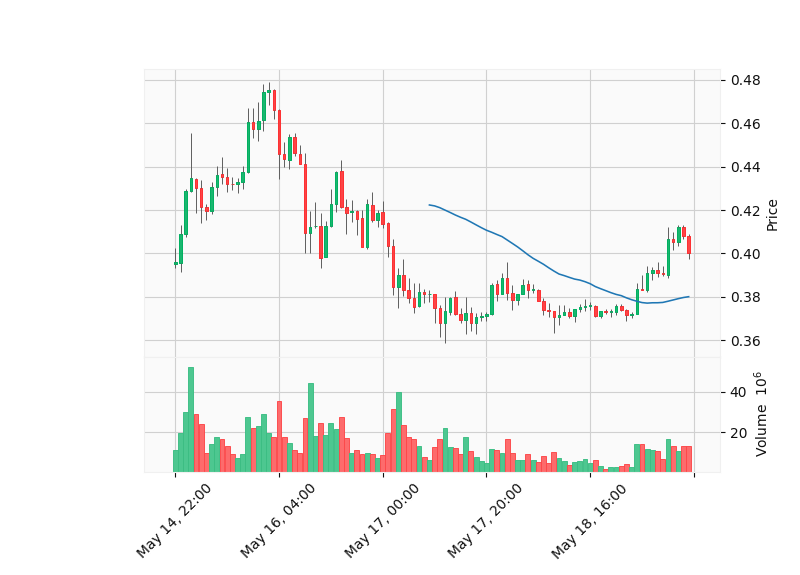 0.48
0.46
0.44
0.42
0.40
0.38
0.36
Price
40
20
Volume 10^6
May 14, 22:00
May 16, 04:00
May 17, 00:00
May 17, 20:00
May 18, 16:00